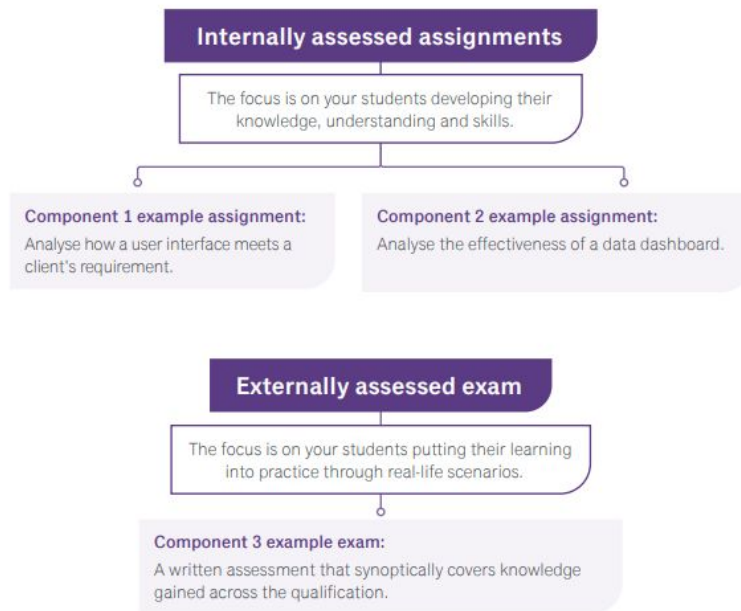 Internally assessed assignments
The focus is on your students developing their
knowledge, understanding and skills.
Component 1 example assignment:
Analyse how a user interface meets a
client's requirement.
Component 2 example assignment:
Analyse the effectiveness of a data dashboard.
Externally assessed exam
The focus is on your students putting their learning
into practice through real-life scenarios.
Component 3 example exam:
A written assessment that synoptically covers knowledge
gained across the qualification.